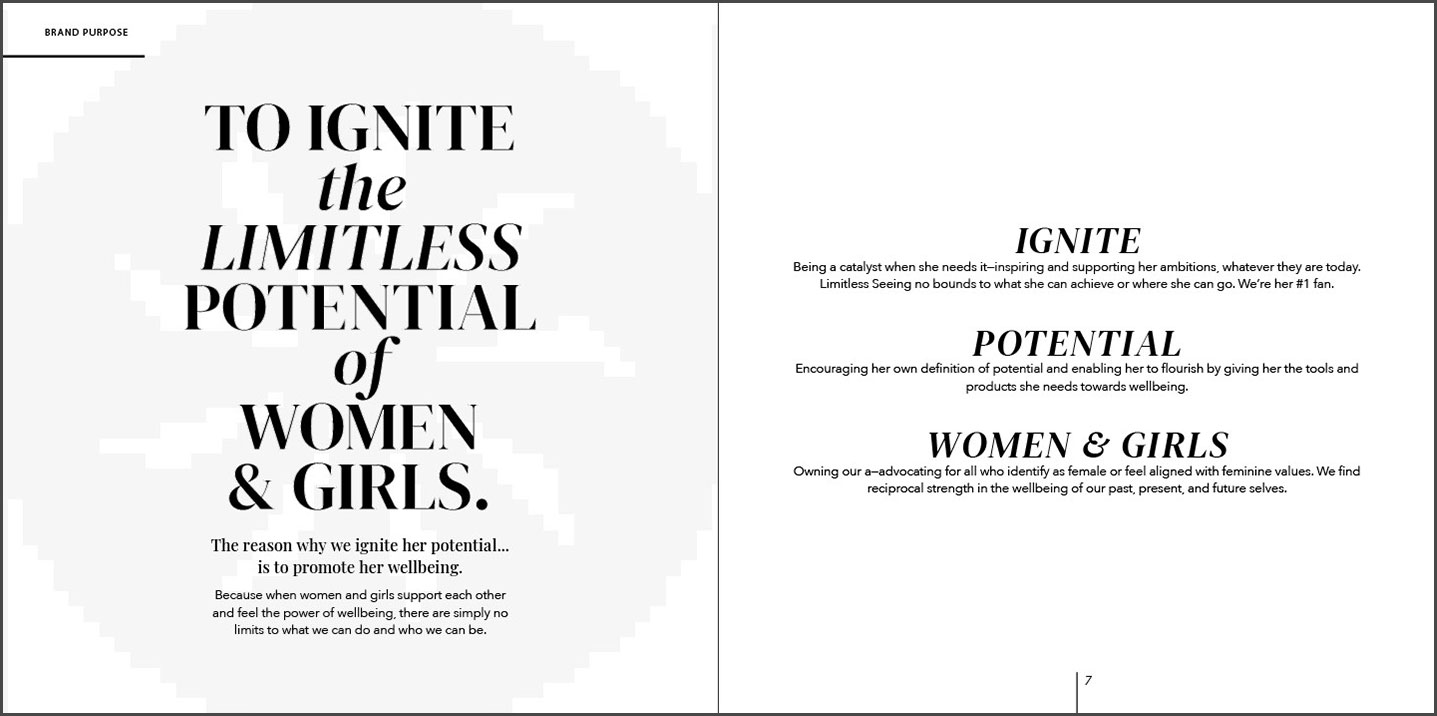 BRAND PURPOSE
TO IGNITE
the
LIMITLESS
POTENTIAL
of
WOMEN
& GIRLS.
The reason why we ignite her potential...
is to promote her wellbeing.
Because when women and girls support each other
and feel the power of wellbeing, there are simply no
limits to what we can do and who we can be.
IGNITE
Being a catalyst when she needs it—inspiring and supporting her ambitions, whatever they are today.
Limitless Seeing no bounds to what she can achieve or where she can go. We're her #1 fan.
POTENTIAL
Encouraging her own definition of potential and enabling her to flourish by giving her the tools and
products she needs towards wellbeing.
WOMEN & GIRLS
Owning our a—advocating for all who identify as female or feel aligned with feminine values. We find
reciprocal strength in the wellbeing of our past, present, and future selves.
7